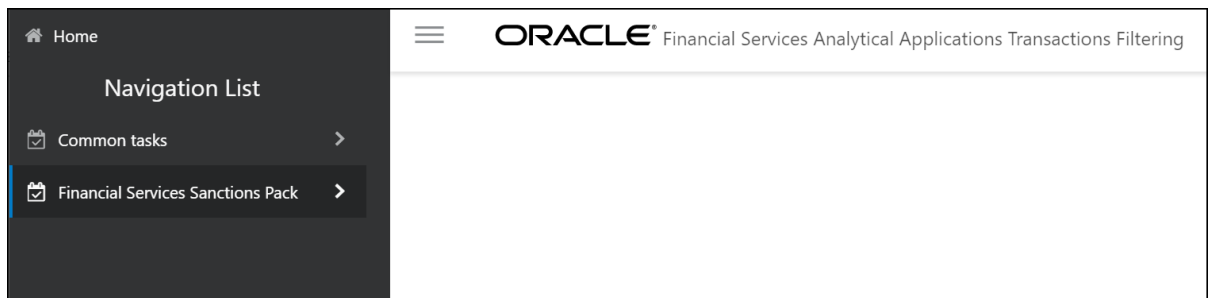 Home
ORACLE® Financial Services Analytical Applications Transactions Filtering
Navigation List
Common tasks
Financial Services Sanctions Pack